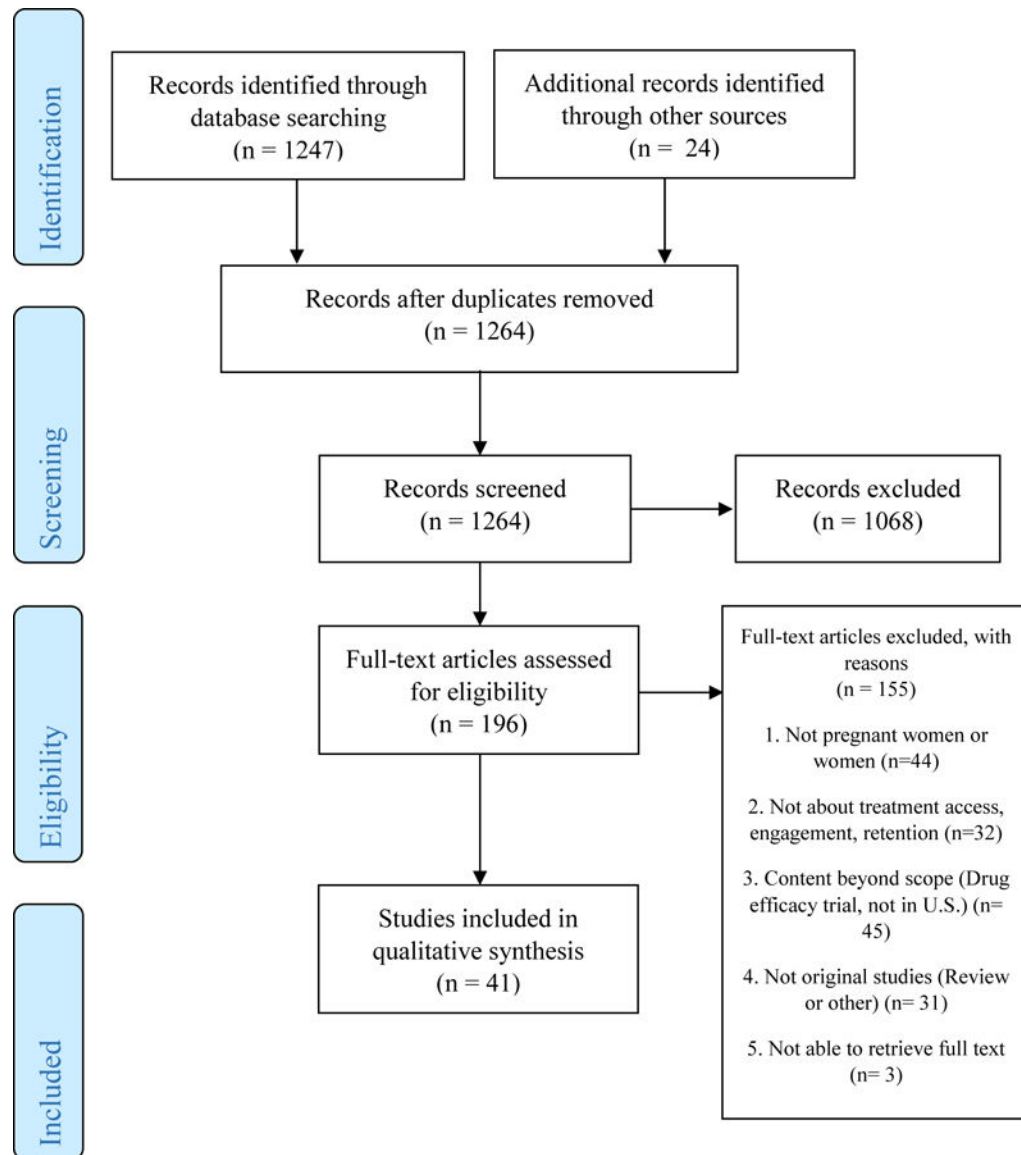 Identification
Records identified through
database searching
(n = 1247)
Additional records identified
through other sources
(n = 24)
Records after duplicates removed
(n = 1264)
Screening
Records screened
(n = 1264)
Records excluded
(n = 1068)
Eligibility
Full-text articles assessed
for eligibility
(n = 196)
Full-text articles excluded, with
reasons
(n = 155)
1. Not pregnant women or
women (n=44)
2. Not about treatment access,
engagement, retention (n=32)
3. Content beyond scope (Drug
efficacy trial, not in U.S.) (n=
45)
4. Not original studies (Review
or other) (n= 31)
5. Not able to retrieve full text
(n= 3)
Included
Studies included in
qualitative synthesis
(n = 41)